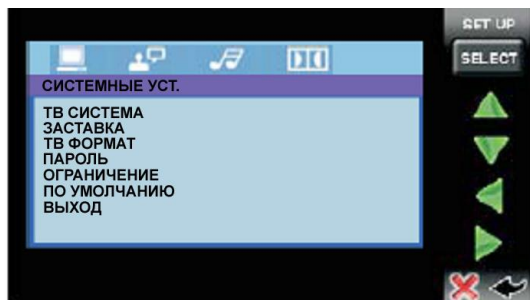 SET UP
SELECT
СИСТЕМНЫЕ УСТ.
ТВ СИСТЕМА
ЗАСТАВКА
ТВ ФОРМАТ
ПАРОЛЬ
ОГРАНИЧЕНИЕ
ПО УМОЛЧАНИЮ
ВЫХОД